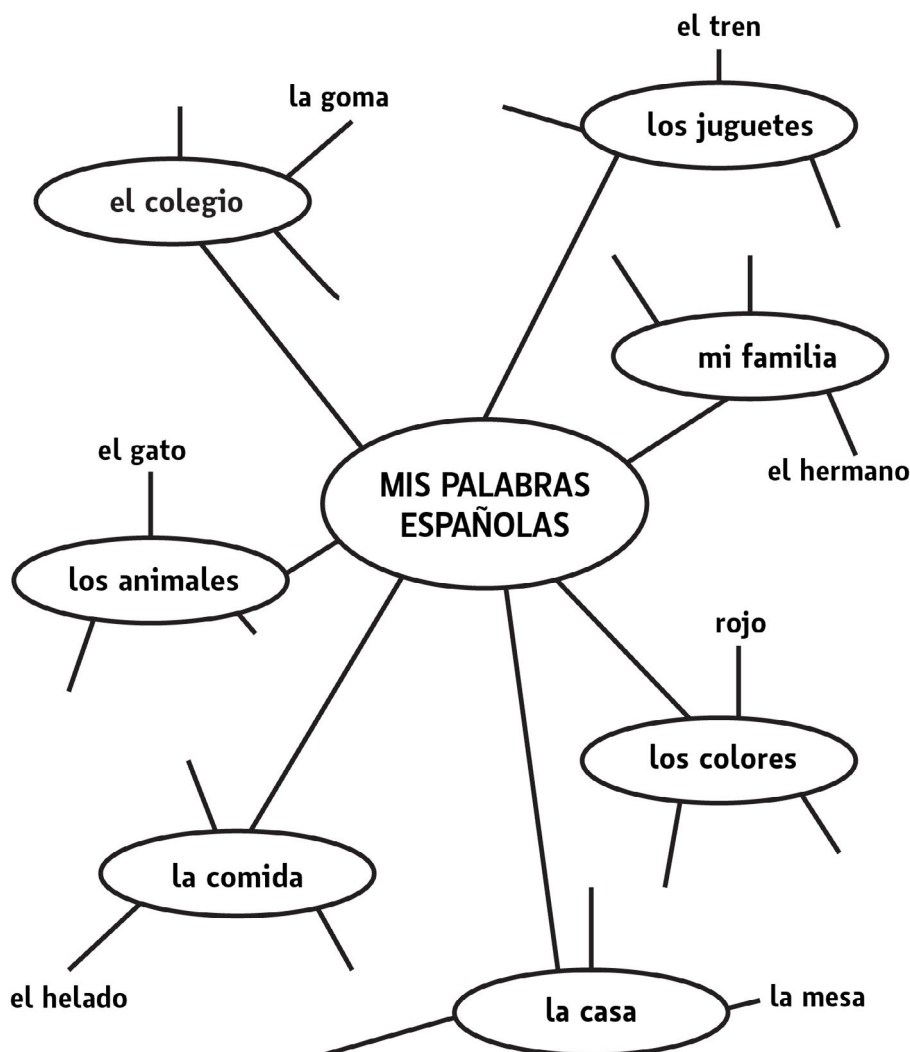 el tren
la goma
los juguetes
el colegio
mi familia
el gato
el hermano
MIS PALABRAS
ESPAÑOLAS
los animales
rojo
los colores
la comida
el helado
la mesa
la casa